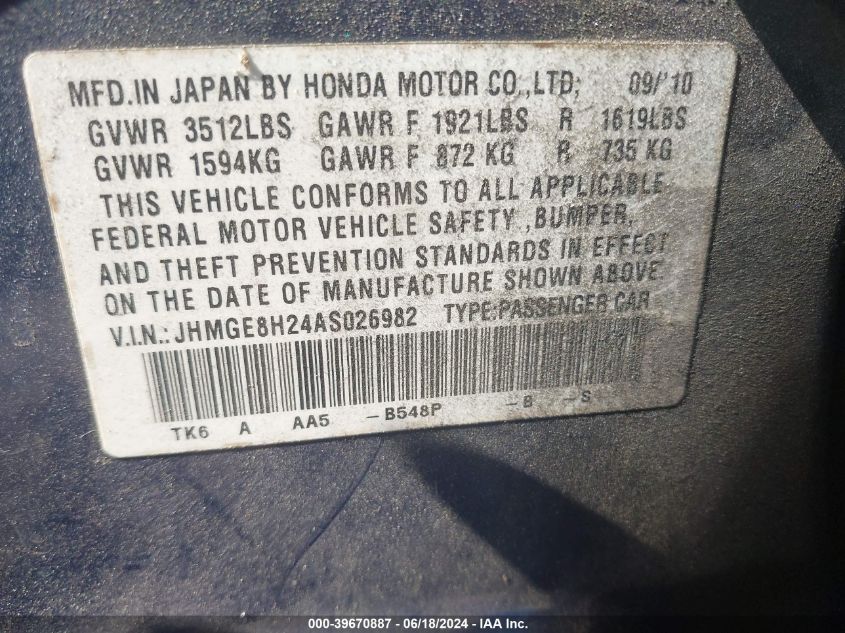 MFD.IN JAPAN BY HONDA MOTOR CO.,LTD; 09/'10
GVWR 3512LBS GAWR F 1921LBS R 1619LBS
GVWR 1594KG GAWR F 872 KG R 735 KG
THIS VEHICLE CONFORMS TO ALL APPLICABLE
FEDERAL MOTOR VEHICLE SAFETY ,BUMPER,
AND THEFT PREVENTION STANDARDS IN EFFECT
ON THE DATE OF MANUFACTURE SHOWN ABOVE.
V.I.N.: JHMGE8H24AS026982 TYPE:PASSENGER CAR
TK6 A AA5 -B548P -B -S
000-39670887 - 06/18/2024 - IAA Inc.